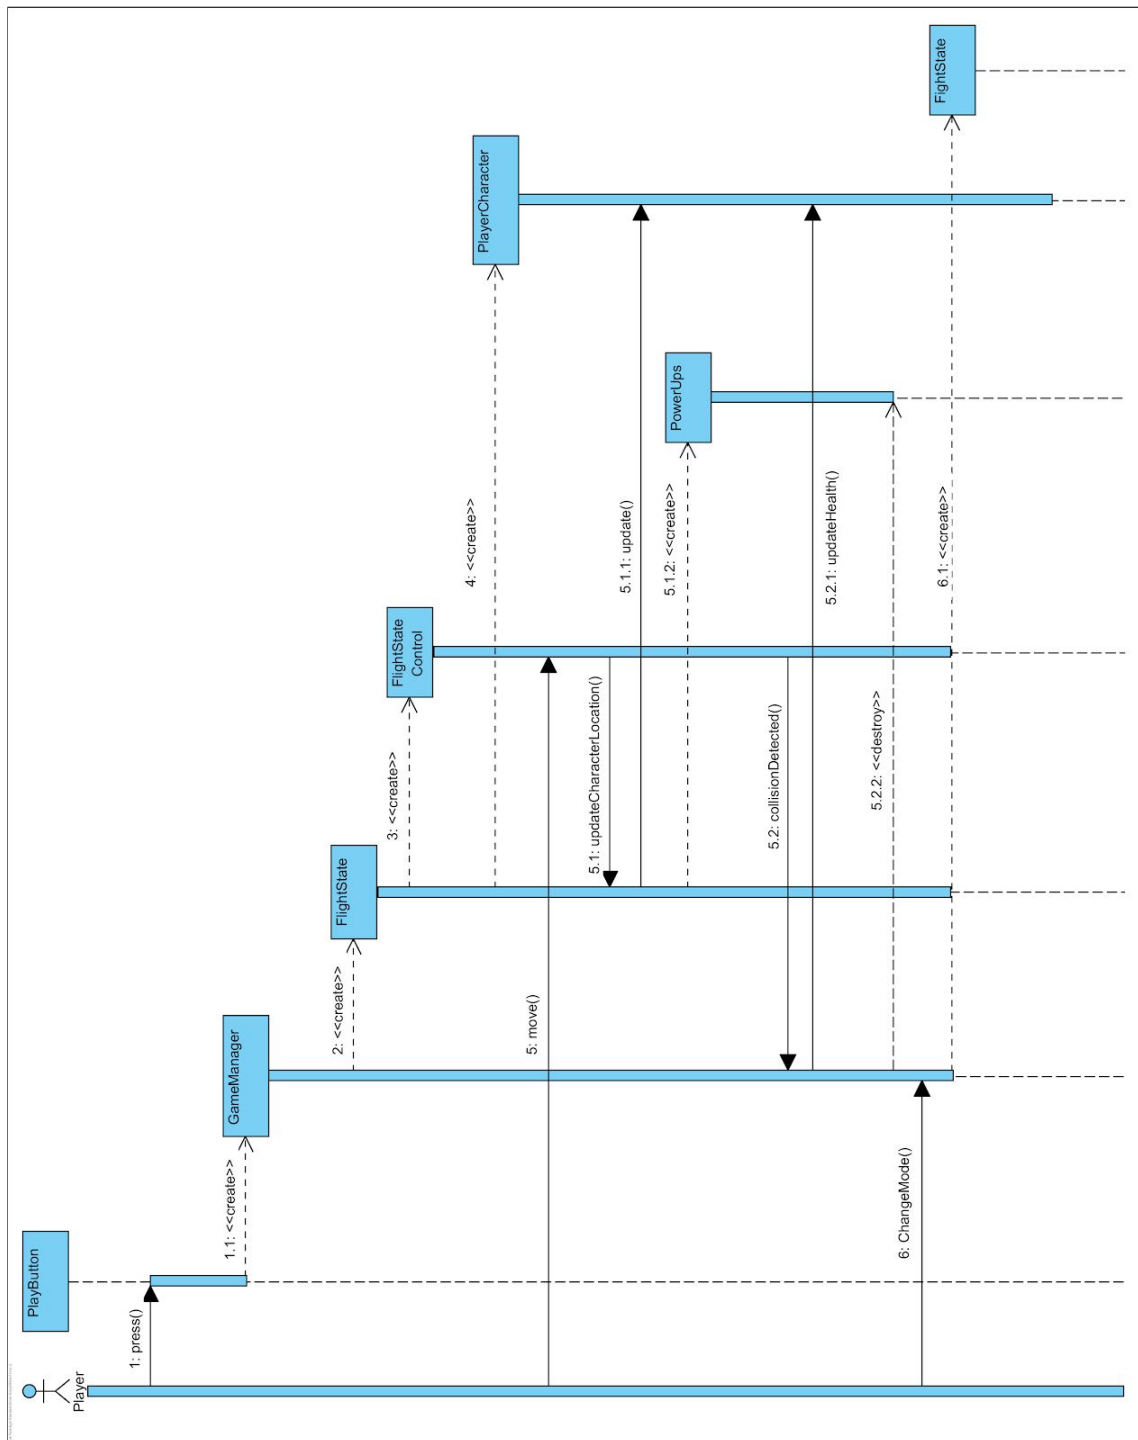 Player
PlayButton
1: press()
1.1: <<create>>
GameManager
2: <<create>>
FlightState
3: <<create>>
FlightState
Control
4: <<create>>
PlayerCharacter
5: move()
5.1: updateCharacterLocation()
5.1.1: update()
5.1.2: <<create>>
PowerUps
5.2: collisionDetected()
5.2.1: updateHealth()
5.2.2: <<destroy>>
6: ChangeMode()
6.1: <<create>>
FightState